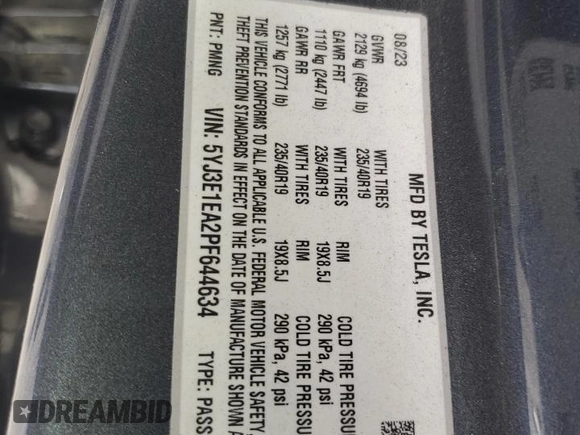 MFD BY TESLA, INC.
08/23
GVWR
2129 kg (4694 lb)
WITH TIRES
235/40R19
GAWR FRT
1110 kg (2447 lb)
WITH TIRES
235/40R19
RIM
19X8.5J
COLD TIRE PRESSUR
290 kPa, 42 psi
GAWR RR
1257 kg (2771 lb)
WITH TIRES
235/40R19
RIM
19X8.5J
COLD TIRE PRESSU
290 kPa, 42 psi
THIS VEHICLE CONFORMS TO ALL APPLICABLE U.S. FEDERAL MOTOR VEHICLE SAFETY
THEFT PREVENTION STANDARDS IN EFFECT ON THE DATE OF MANUFACTURE SHOWN A
PNT: PMNG
VIN: 5YJ3E1EA2PF644634
TYPE: PASS
DREAMBID